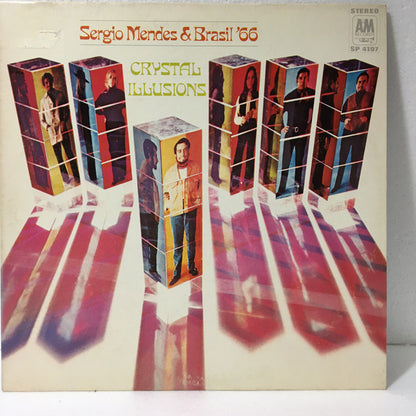 Sergio Mendes & Brasil '66
CRYSTAL
ILLUSIONS
STEREO
A&M
SP 4197